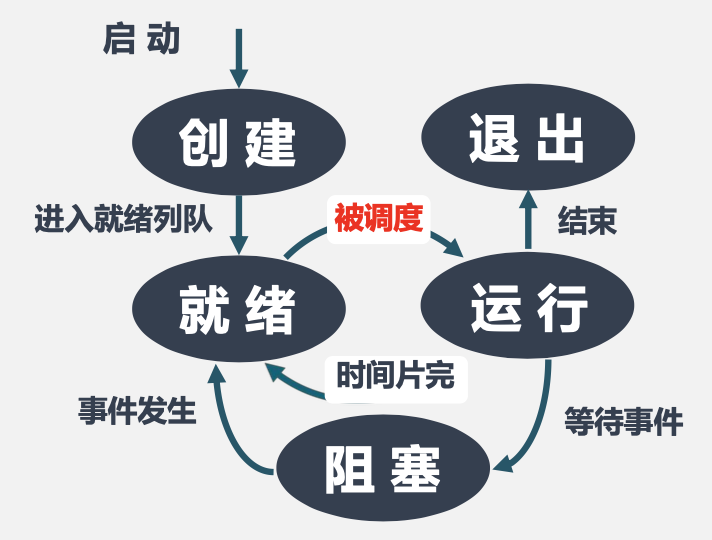 启动
创建
退出
进入就绪列队
被调度
结束
就绪
运行
时间片完
事件发生
等待事件
阻塞